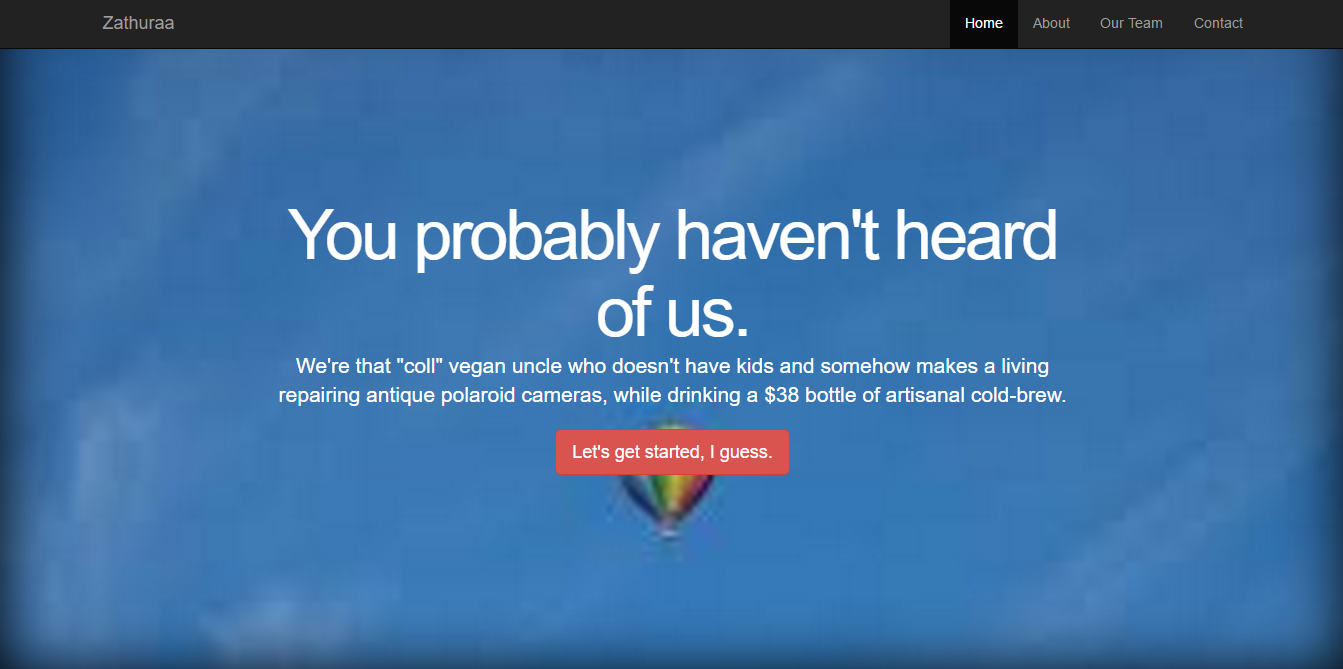 Zathuraa
Home About Our Team Contact
You probably haven't heard
of us.
We're that "coll" vegan uncle who doesn't have kids and somehow makes a living
repairing antique polaroid cameras, while drinking a $38 bottle of artisanal cold-brew.
Let's get started, I guess.